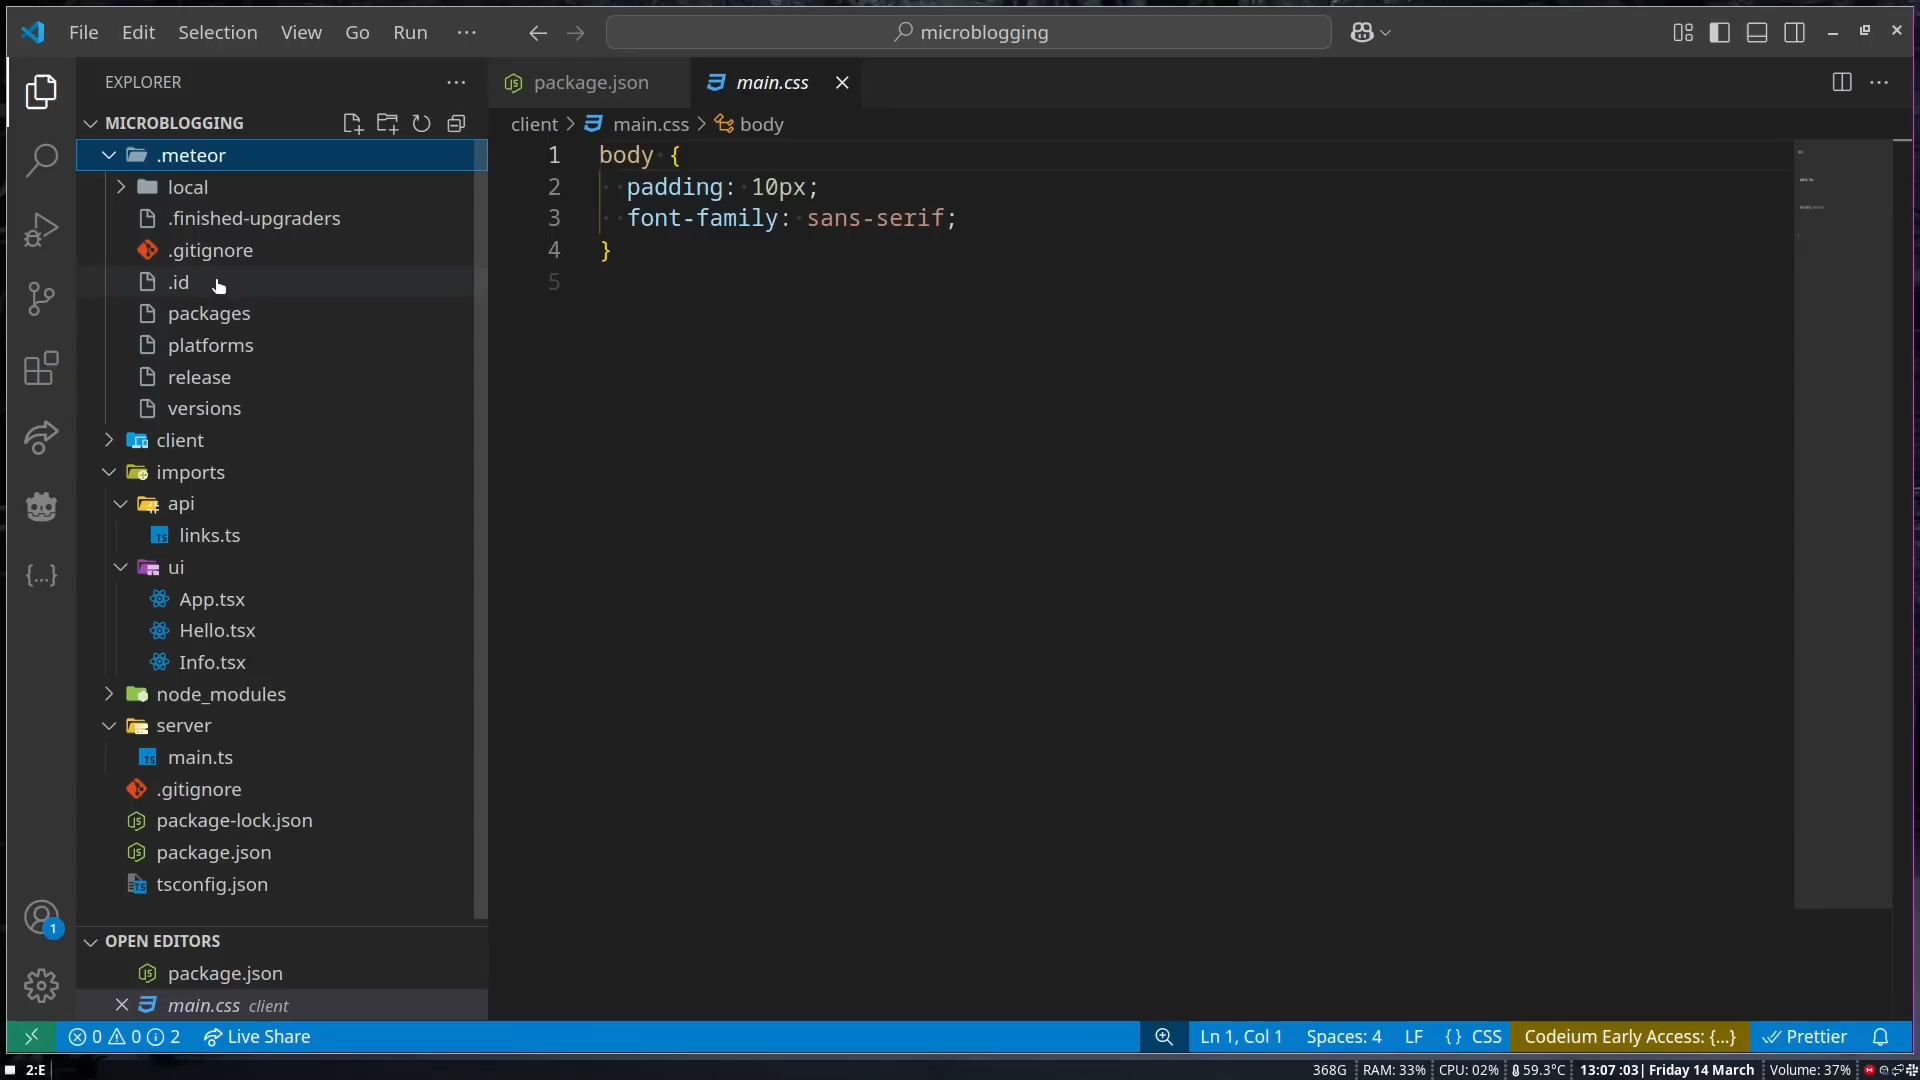 File Edit Selection View Go Run ··· microblogging
EXPLORER ···
MICROBLOGGING
.meteor
local
.finished-upgraders
.gitignore
.id
packages
platforms
release
versions
client
imports
api
links.ts
ui
App.tsx
Hello.tsx
Info.tsx
node_modules
server
main.ts
.gitignore
package-lock.json
package.json
tsconfig.json
OPEN EDITORS
package.json
main.css client
package.json main.css
client > main.css > body
1 body {
2 padding: 10px;
3 font-family: sans-serif;
4 }
5
1
0 0 2 Live Share Ln 1, Col 1 Spaces: 4 LF {} CSS Codeium Early Access: {...} Prettier
2:E 368G RAM: 33% CPU: 02% 59.3°C 13:07 :03 Friday 14 March Volume: 37%